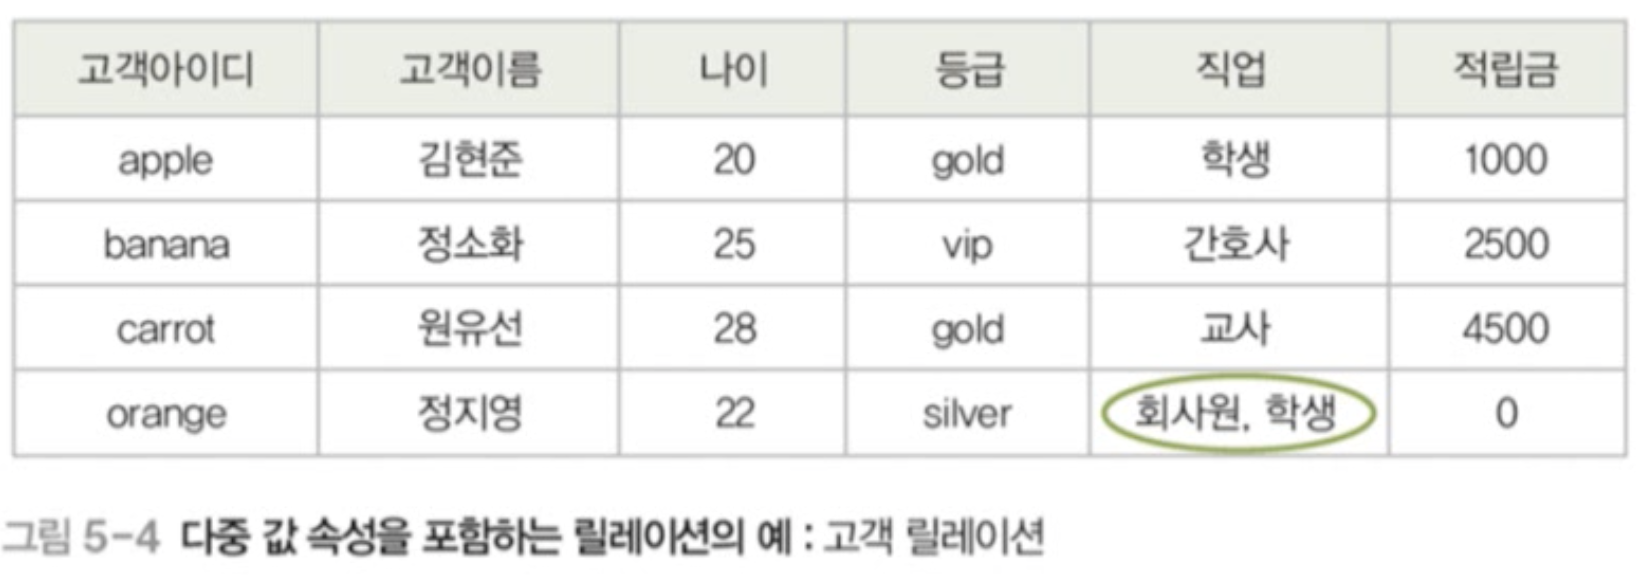 고객아이디 고객이름 나이 등급 직업 적립금
apple 김현준 20 gold 학생 1000
banana 정소화 25 vip 간호사 2500
carrot 원유선 28 gold 교사 4500
orange 정지영 22 silver 회사원, 학생 0
그림 5-4 다중 값 속성을 포함하는 릴레이션의 예 : 고객 릴레이션